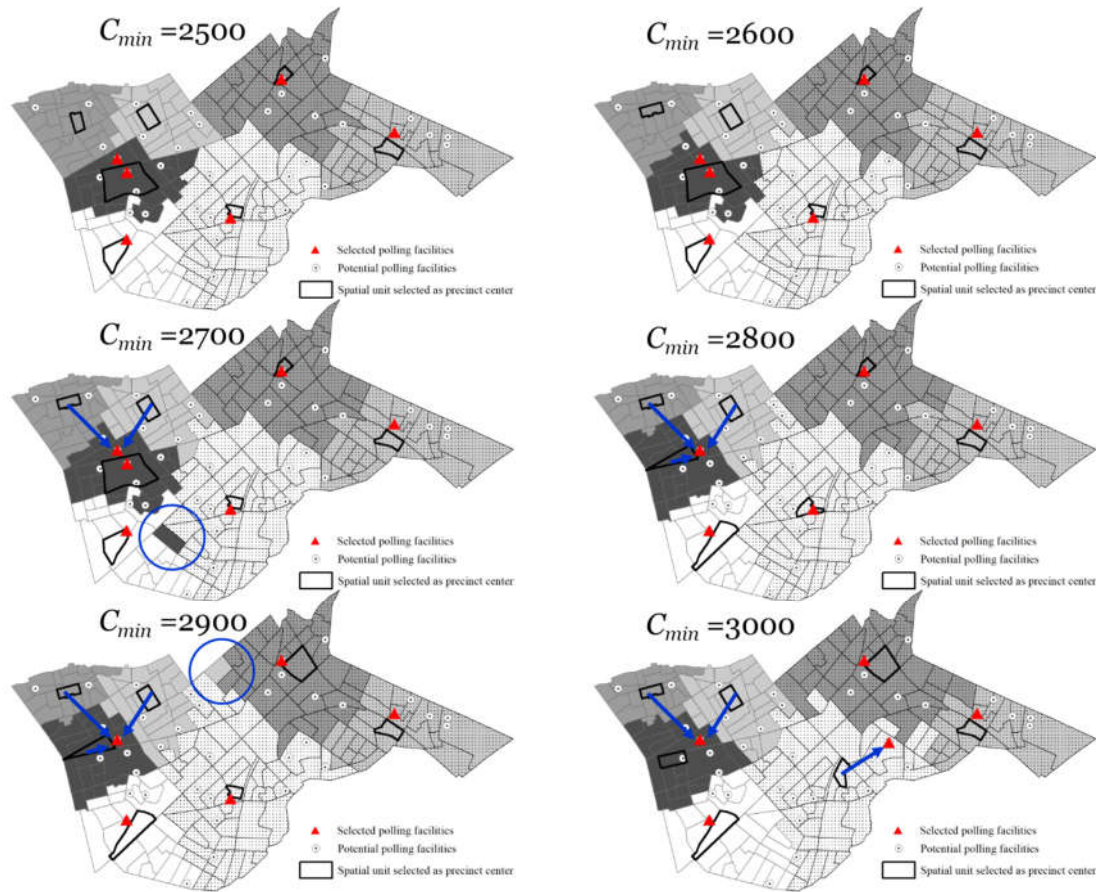 C min =2500
Selected polling facilities
Potential polling facilities
Spatial unit selected as precinct center
C min =2600
Selected polling facilities
Potential polling facilities
Spatial unit selected as precinct center
C min =2700
Selected polling facilities
Potential polling facilities
Spatial unit selected as precinct center
C min =2800
Selected polling facilities
Potential polling facilities
Spatial unit selected as precinct center
C min =2900
Selected polling facilities
Potential polling facilities
Spatial unit selected as precinct center
C min =3000
Selected polling facilities
Potential polling facilities
Spatial unit selected as precinct center